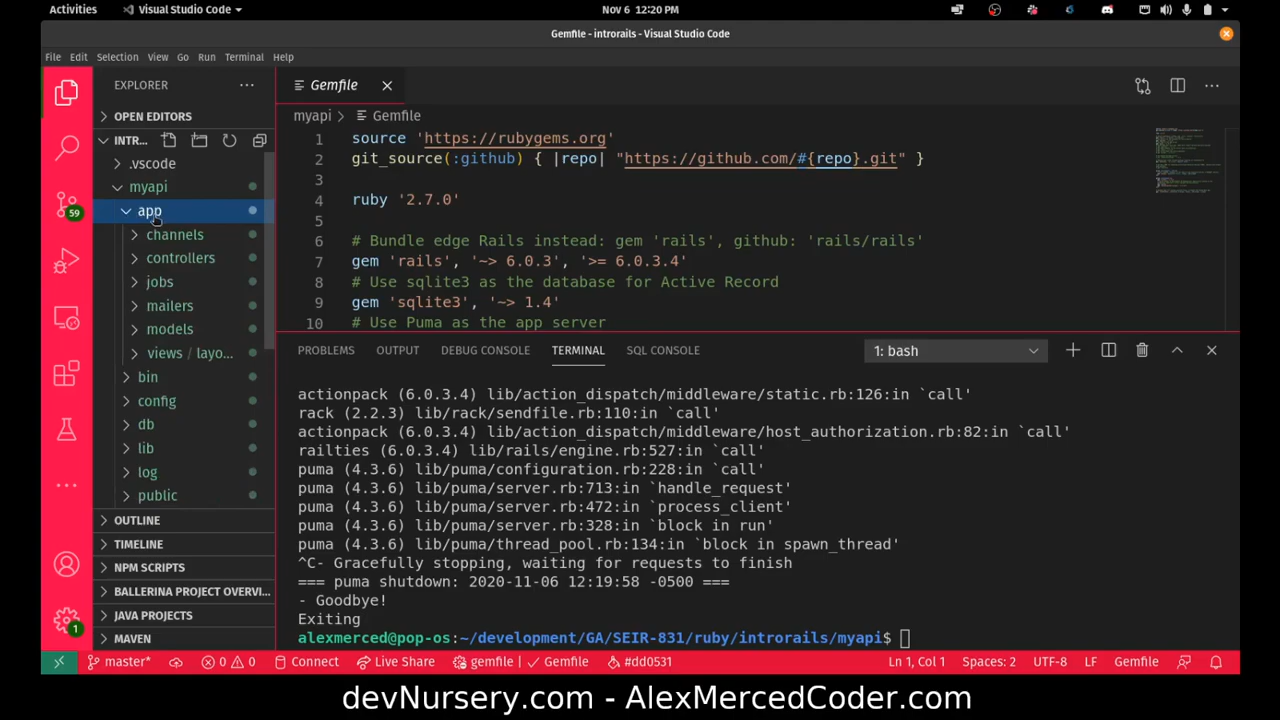 Activities
Visual Studio Code
Nov 6 12:20 PM
Gemfile - introrails - Visual Studio Code
File Edit Selection View Go Run Terminal Help
EXPLORER
OPEN EDITORS
INTR...
.vscode
myapi
app
channels
controllers
jobs
mailers
models
views / layo...
bin
config
db
lib
log
public
OUTLINE
TIMELINE
NPM SCRIPTS
BALLERINA PROJECT OVERVI...
JAVA PROJECTS
MAVEN
59
1
Gemfile
myapi > Gemfile
1 source 'https://rubygems.org'
2 git_source(:github) { |repo| "https://github.com/#{repo}.git" }
3
4 ruby '2.7.0'
5
6 # Bundle edge Rails instead: gem 'rails', github: 'rails/rails'
7 gem 'rails', '~> 6.0.3', '>= 6.0.3.4'
8 # Use sqlite3 as the database for Active Record
9 gem 'sqlite3', '~> 1.4'
10 # Use Puma as the app server
PROBLEMS OUTPUT DEBUG CONSOLE TERMINAL SQL CONSOLE
1: bash
actionpack (6.0.3.4) lib/action_dispatch/middleware/static.rb:126:in `call'
rack (2.2.3) lib/rack/sendfile.rb:110:in `call'
actionpack (6.0.3.4) lib/action_dispatch/middleware/host_authorization.rb:82:in `call'
railties (6.0.3.4) lib/rails/engine.rb:527:in `call'
puma (4.3.6) lib/puma/configuration.rb:228:in `call'
puma (4.3.6) lib/puma/server.rb:713:in `handle_request'
puma (4.3.6) lib/puma/server.rb:472:in `process_client'
puma (4.3.6) lib/puma/server.rb:328:in `block in run'
puma (4.3.6) lib/puma/thread_pool.rb:134:in `block in spawn_thread'
^C- Gracefully stopping, waiting for requests to finish
=== puma shutdown: 2020-11-06 12:19:58 -0500 ===
- Goodbye!
Exiting
alexmerced@pop-os:~/development/GA/SEIR-831/ruby/introrails/myapi$
master* 0 0 Connect Live Share gemfile | Gemfile #dd0531 Ln 1, Col 1 Spaces: 2 UTF-8 LF Gemfile
devNursery.com - AlexMercedCoder.com